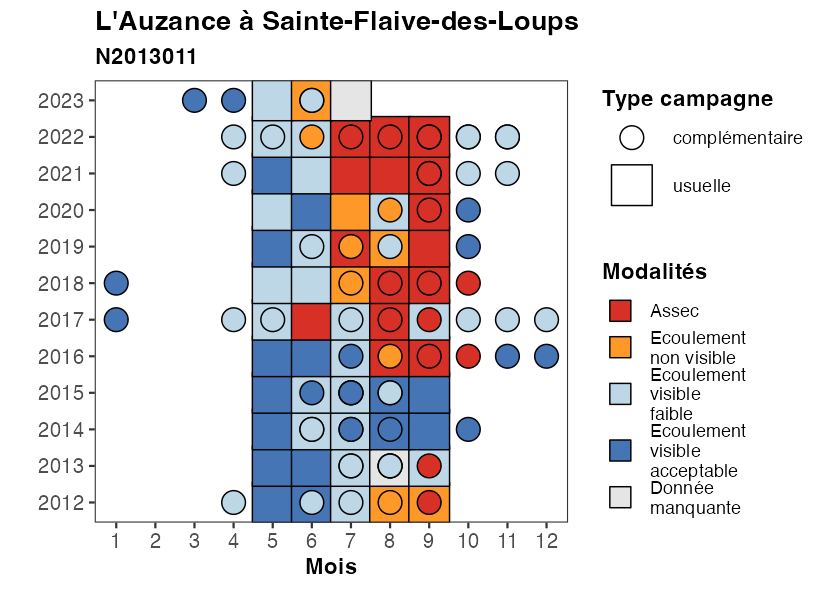 L'Auzance à Sainte-Flaive-des-Loups
N2013011
2023
2022
2021
2020
2019
2018
2017
2016
2015
2014
2013
2012
1 2 3 4 5 6 7 8 9 10 11 12
Mois
Type campagne
complémentaire
usuelle
Modalités
Assec
Ecoulement
non visible
Ecoulement
visible
faible
Ecoulement
visible
acceptable
Donnée
manquante